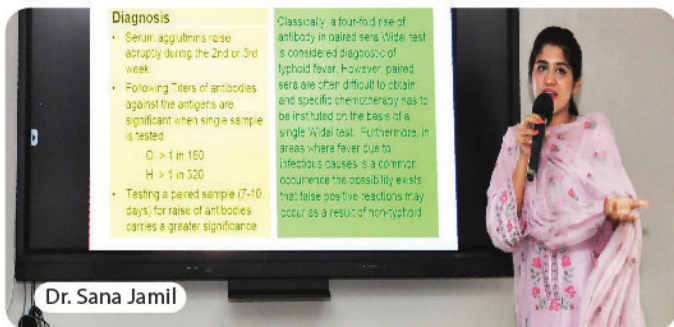 Diagnosis
• Serum agglutinins raise
abruptly during the 2nd or 3rd
week
• Following Titers of antibodies
against the antigens are
significant when single sample
is tested
O > 1 in 160
H > 1 in 320
• Testing a paired sample (7-10
days) for raise of antibodies
carries a greater significance
Classically, a four-fold rise of
antibody in paired sera Widal test
is considered diagnostic of
typhoid fever. However, paired
sera are often difficult to obtain
and specific chemotherapy has to
be instituted on the basis of a
single Widal test. Furthermore, in
areas where fever due to
infectious causes is a common
occurrence the possibility exists
that false positive reactions may
occur as a result of non-typhoid
Dr. Sana Jamil